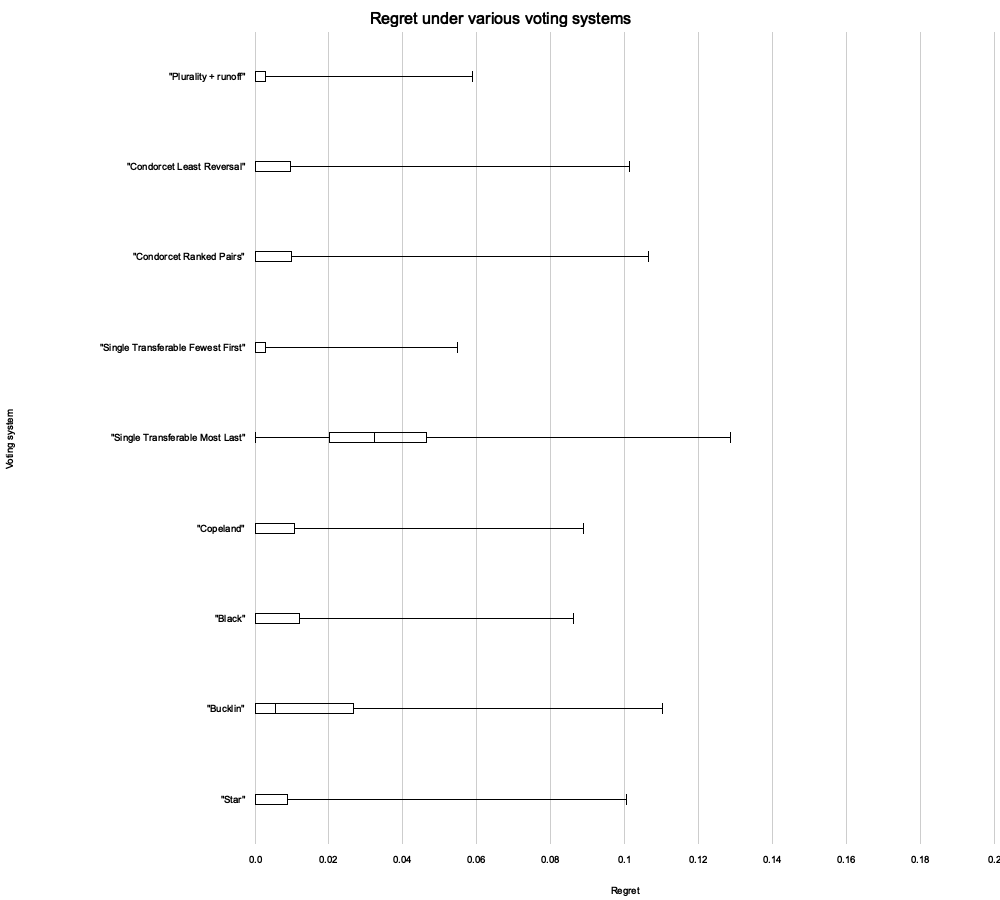 Regret under various voting systems
"Plurality + runoff"
"Condorcet Least Reversal"
"Condorcet Ranked Pairs"
"Single Transferable Fewest First"
Voting system
"Single Transferable Most Last"
"Copeland"
"Black"
"Bucklin"
"Star"
0.0 0.02 0.04 0.06 0.08 0.1 0.12 0.14 0.16 0.18 0.2
Regret